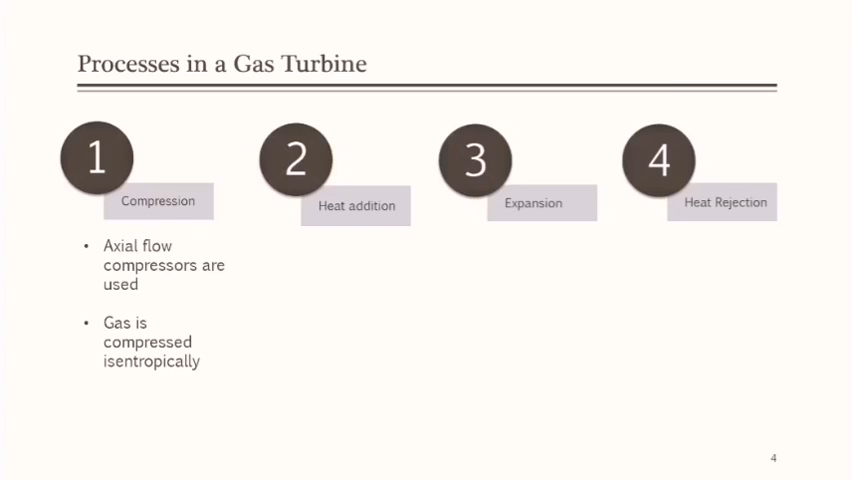 Processes in a Gas Turbine
1
2
3
4
Compression
Heat addition
Expansion
Heat Rejection
• Axial flow
compressors are
used
• Gas is
compressed
isentropically
4